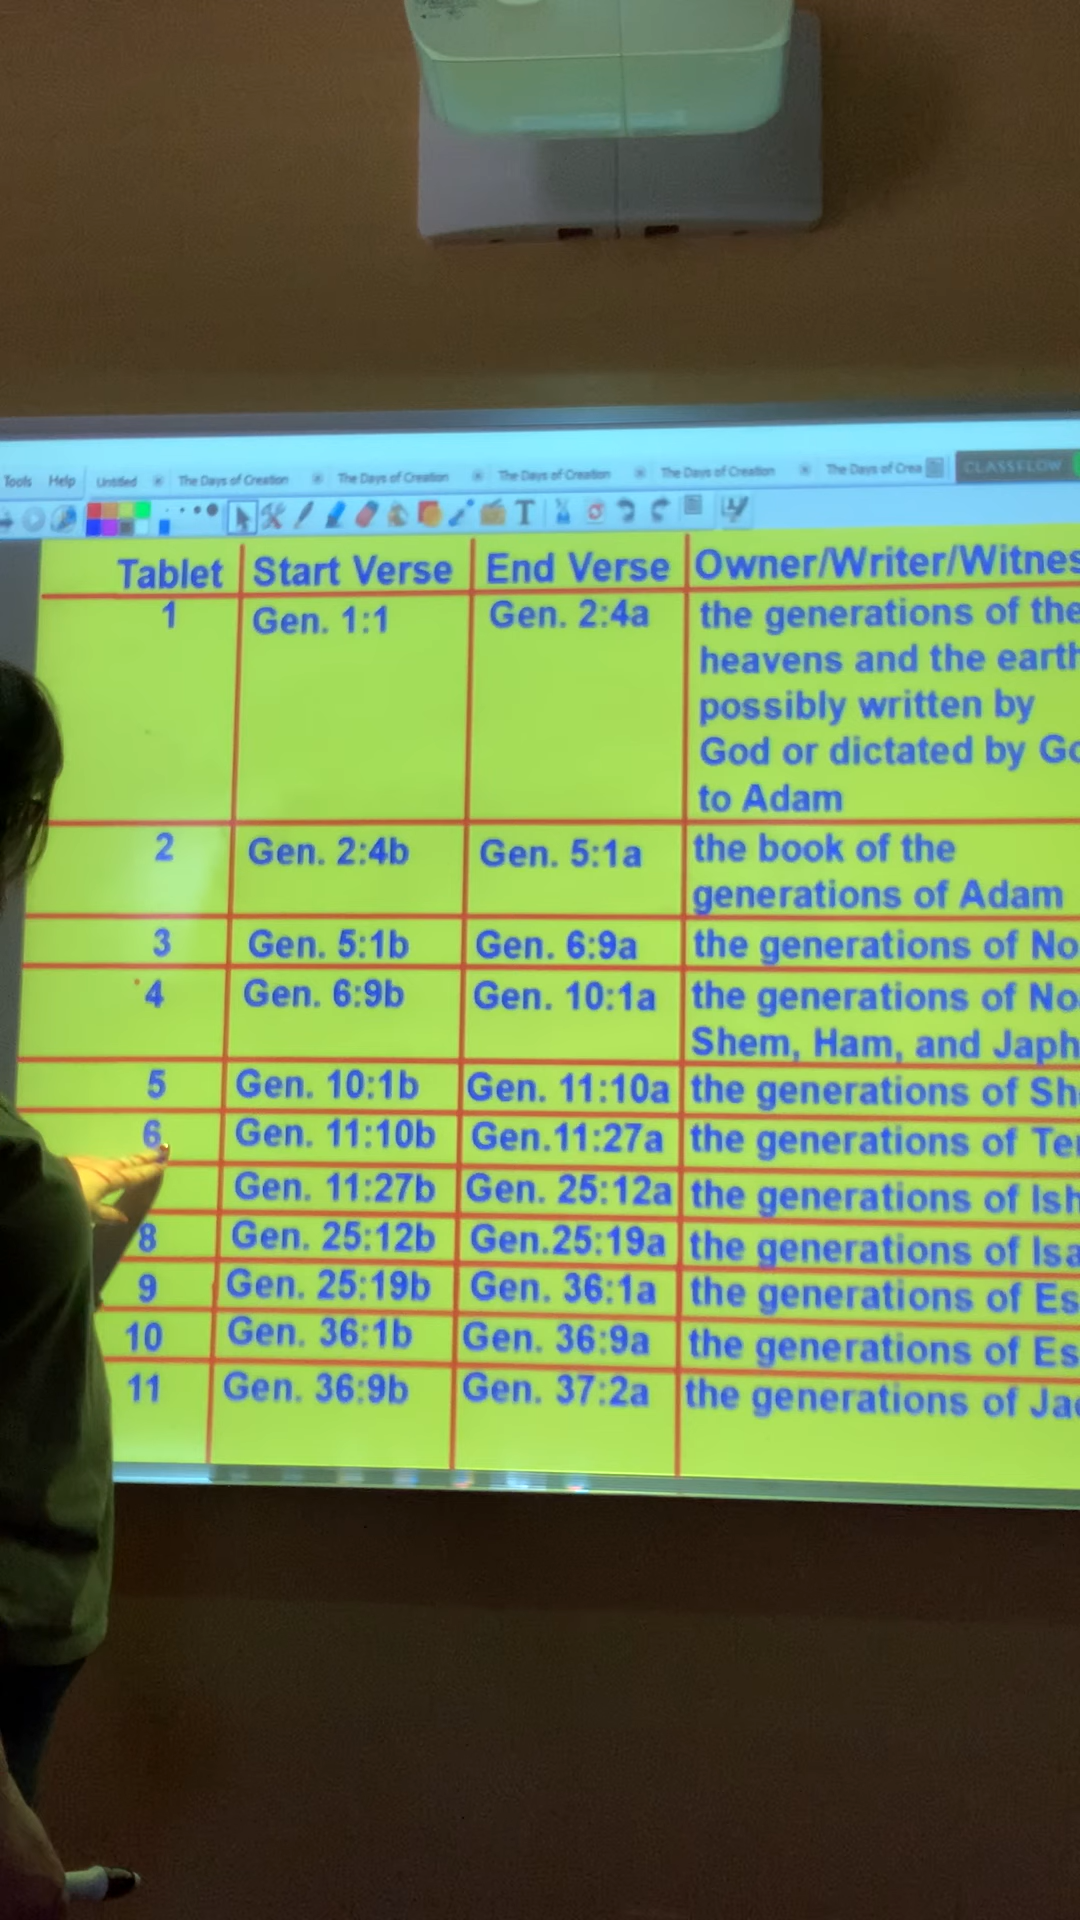 Tools Help Untitled The Days of Creation The Days of Creation The Days of Creation The Days of Creation The Days of Crea CLASSFLOW
Tablet Start Verse End Verse Owner/Writer/Witnes
1 Gen. 1:1 Gen. 2:4a the generations of the
heavens and the earth
possibly written by
God or dictated by Go
to Adam
2 Gen. 2:4b Gen. 5:1a the book of the
generations of Adam
3 Gen. 5:1b Gen. 6:9a the generations of No
4 Gen. 6:9b Gen. 10:1a the generations of No
Shem, Ham, and Japh
5 Gen. 10:1b Gen. 11:10a the generations of Sh
6 Gen. 11:10b Gen.11:27a the generations of Te
Gen. 11:27b Gen. 25:12a the generations of Ish
8 Gen. 25:12b Gen.25:19a the generations of Isa
9 Gen. 25:19b Gen. 36:1a the generations of Es
10 Gen. 36:1b Gen. 36:9a the generations of Es
11 Gen. 36:9b Gen. 37:2a the generations of Ja